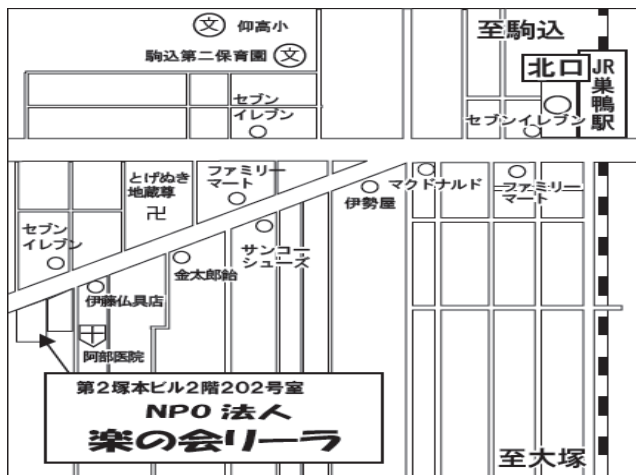 文
仰高小
至駒込
駒込第二保育園
文
北口
JR巣鴨駅
セブン
イレブン
セブンイレブン
とげぬき
地蔵尊
卍
ファミリー
マート
マクドナルド
ファミリー
マート
伊勢屋
セブン
イレブン
サンコー
シューズ
金太郎飴
伊藤仏具店
阿部医院
第2塚本ビル2階202号室
NPO 法人
楽の会リーラ
至大塚